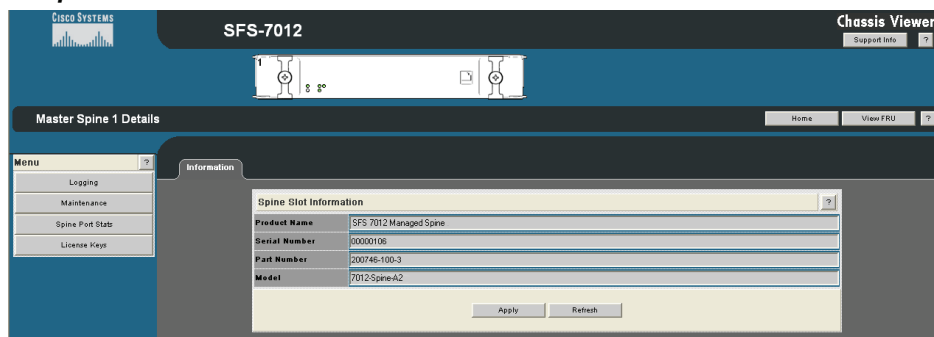 CISCO SYSTEMS
SFS-7012
Chassis Viewer
Support Info
?
1
Master Spine 1 Details
Home
View FRU
?
Menu
?
Logging
Maintenance
Spine Port Stats
License Keys
Information
Spine Slot Information
?
Product Name
SFS 7012 Managed Spine
Serial Number
00000106
Part Number
200746-100-3
Model
7012-Spine-A2
Apply
Refresh